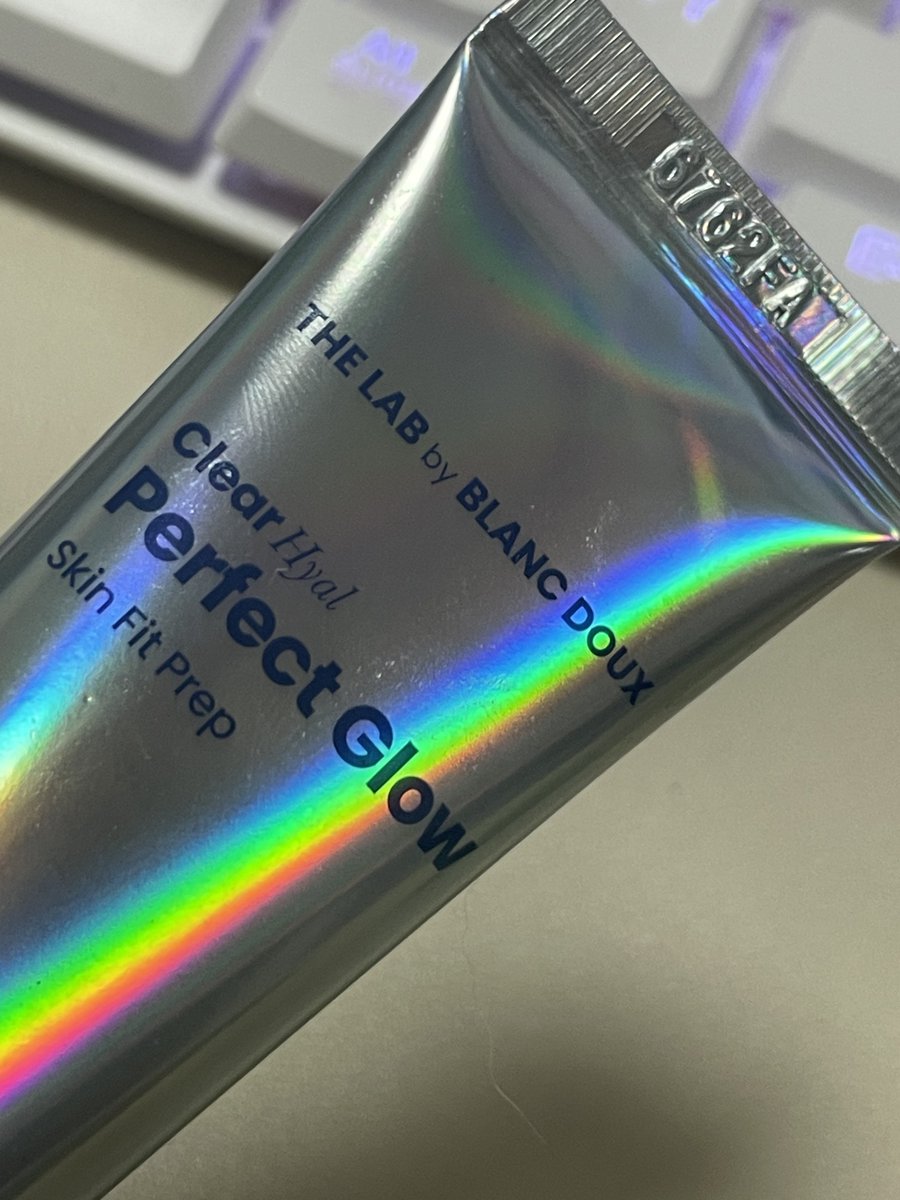 6762FA
THE LAB by BLANC DOUX
Clear Hyal
Perfect Glow
Skin Fit Prep